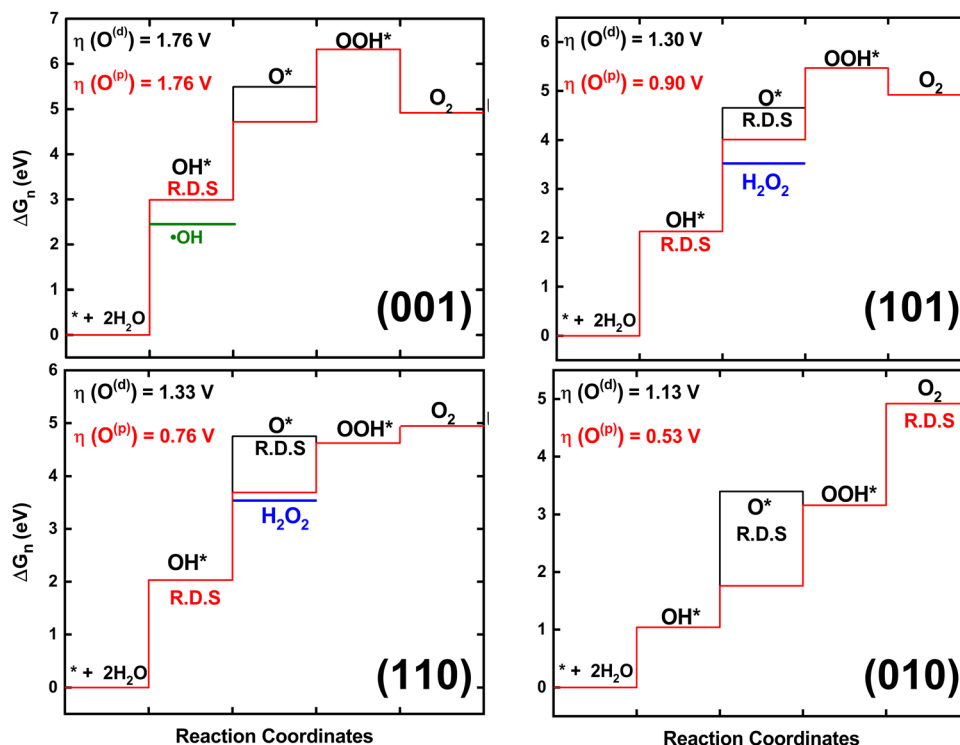 η (O⁽ᵈ⁾) = 1.76 V
η (O⁽ᵖ⁾) = 1.76 V
OOH*
O*
O₂
OH*
R.D.S
•OH
* + 2H₂O
(001)
ΔGₙ (eV)
7
6
5
4
3
2
1
0
η (O⁽ᵈ⁾) = 1.30 V
η (O⁽ᵖ⁾) = 0.90 V
OOH*
O*
R.D.S
O₂
H₂O₂
OH*
R.D.S
* + 2H₂O
(101)
6
5
4
3
2
1
0
η (O⁽ᵈ⁾) = 1.33 V
η (O⁽ᵖ⁾) = 0.76 V
O*
R.D.S
OOH*
O₂
H₂O₂
OH*
R.D.S
* + 2H₂O
(110)
ΔGₙ (eV)
6
5
4
3
2
1
0
Reaction Coordinates
η (O⁽ᵈ⁾) = 1.13 V
η (O⁽ᵖ⁾) = 0.53 V
O₂
R.D.S
O*
R.D.S
OOH*
OH*
* + 2H₂O
(010)
5
4
3
2
1
0
Reaction Coordinates